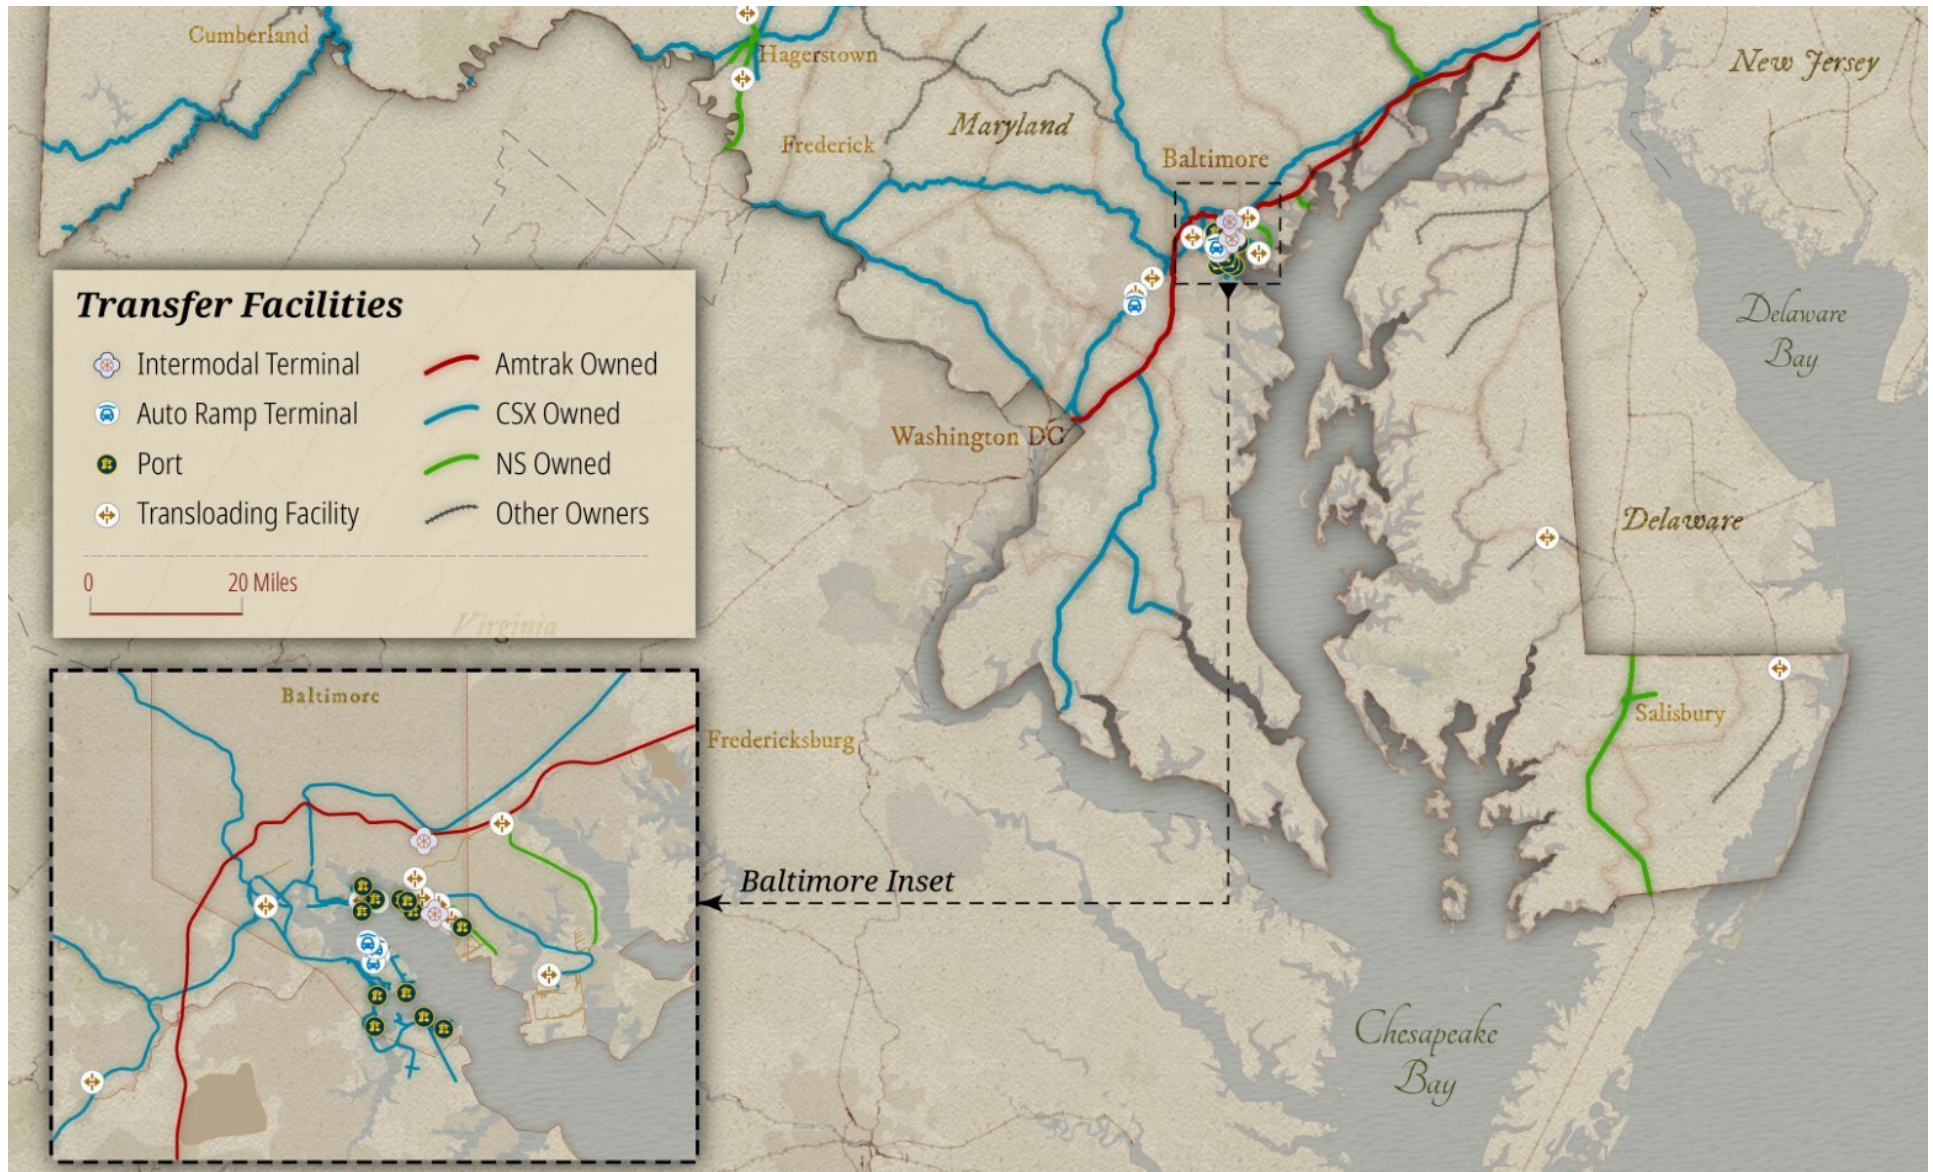 Cumberland
Hagerstown
New Jersey
Maryland
Frederick
Baltimore
Transfer Facilities
Intermodal Terminal
Amtrak Owned
Auto Ramp Terminal
CSX Owned
Port
NS Owned
Transloading Facility
Other Owners
0
20 Miles
Delaware
Bay
Washington DC
Delaware
Virginia
Baltimore
Salisbury
Fredericksburg
Baltimore Inset
Chesapeake
Bay